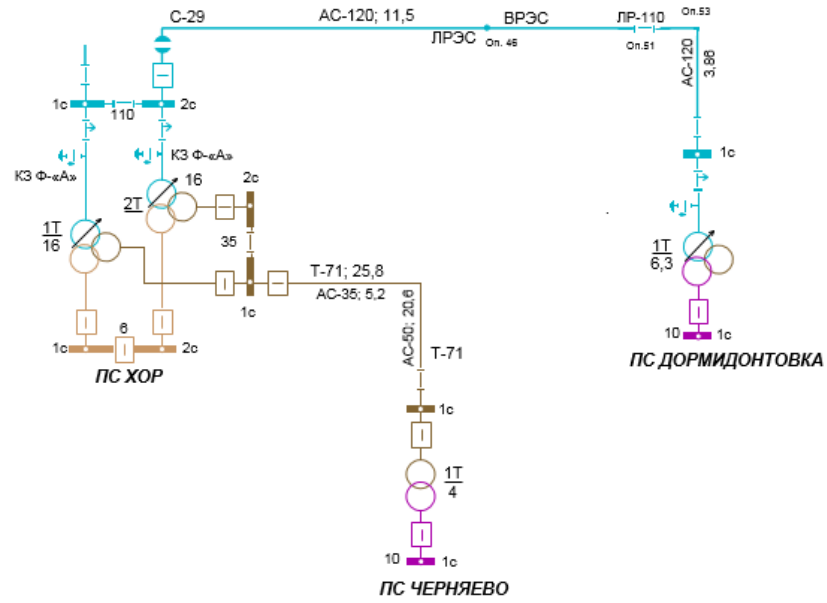 С-29
АС-120; 11,5
ВРЭС
ЛР-110
Оп.53
ЛРЭС
Оп. 46
Оп.51
АС-120
3,86
1с
110
2с
КЗ Ф-«А»
КЗ Ф-«А»
16
2с
1с
2Т
1Т
16
35
1Т
6,3
Т-71; 25,8
АС-35; 5,2
1с
АС-50; 20,6
Т-71
6
1с
2с
10
1с
ПС ХОР
ПС ДОРМИДОНТОВКА
1с
1Т
4
10
1с
ПС ЧЕРНЯЕВО